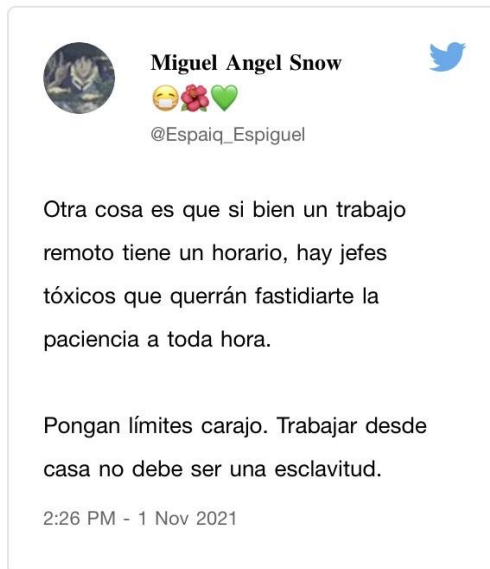 Miguel Angel Snow
😷🌺💚
@Espaiq_Espiguel
Otra cosa es que si bien un trabajo
remoto tiene un horario, hay jefes
tóxicos que querrán fastidiarte la
paciencia a toda hora.
Pongan límites carajo. Trabajar desde
casa no debe ser una esclavitud.
2:26 PM - 1 Nov 2021